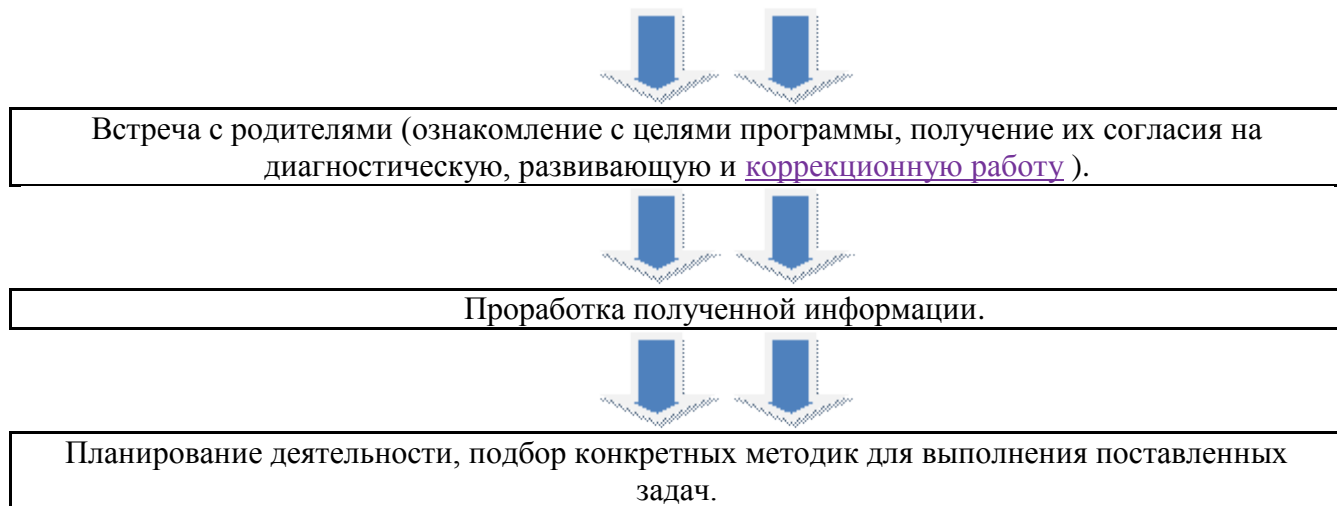 Встреча с родителями (ознакомление с целями программы, получение их согласия на
диагностическую, развивающую и коррекционную работу ).
Проработка полученной информации.
Планирование деятельности, подбор конкретных методик для выполнения поставленных
задач.